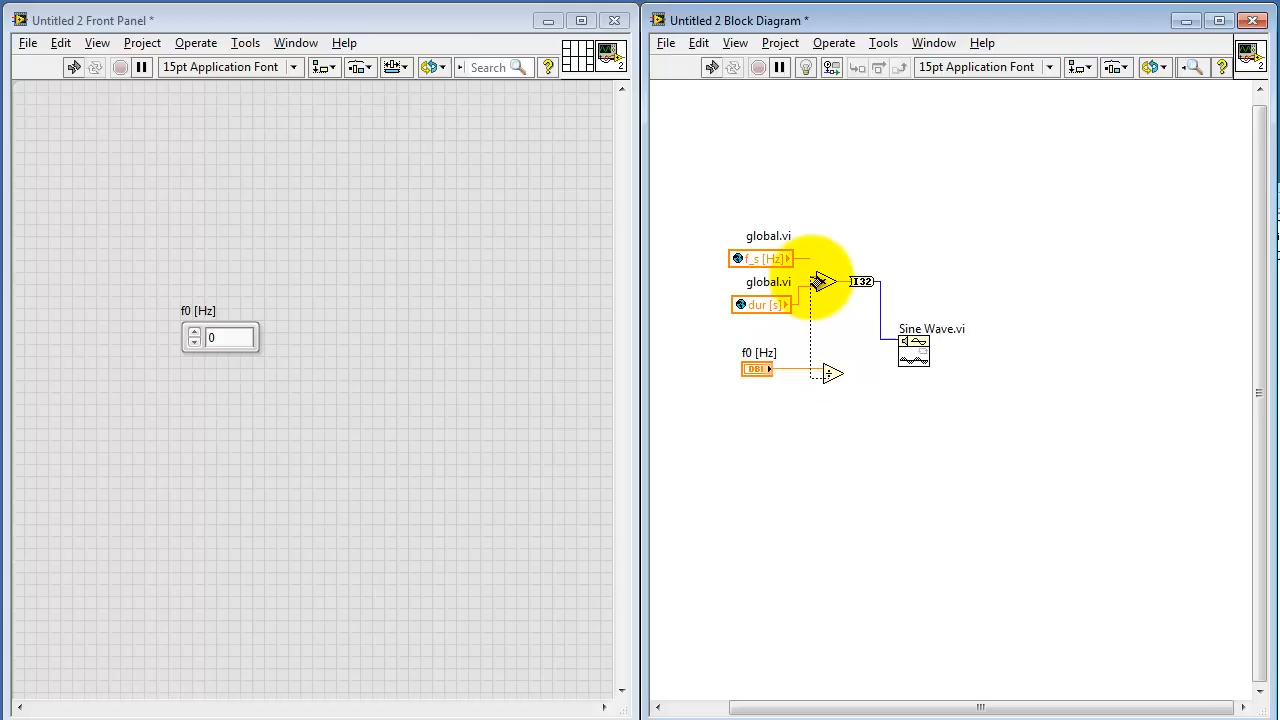 Untitled 2 Front Panel *
File Edit View Project Operate Tools Window Help
15pt Application Font
Search
?
2
f0 [Hz]
0
Untitled 2 Block Diagram *
File Edit View Project Operate Tools Window Help
15pt Application Font
?
2
global.vi
f_s [Hz]
global.vi
I32
dur [s]
Sine Wave.vi
f0 [Hz]
DBL